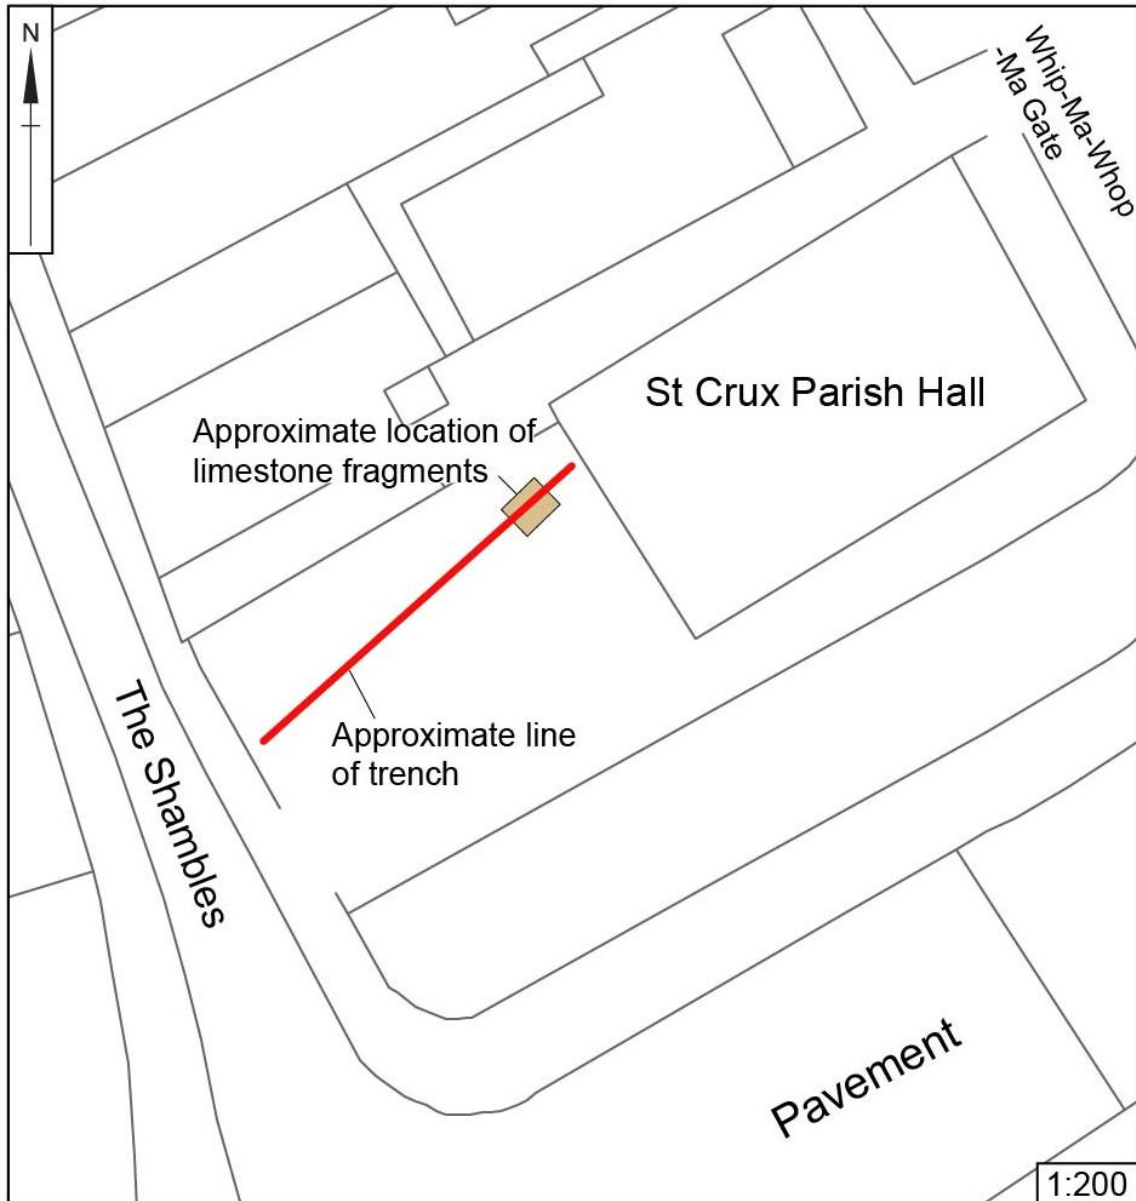 N
Whip-Ma-Whop
-Ma Gate
St Crux Parish Hall
Approximate location of
limestone fragments
Approximate line
of trench
The Shambles
Pavement
1:200